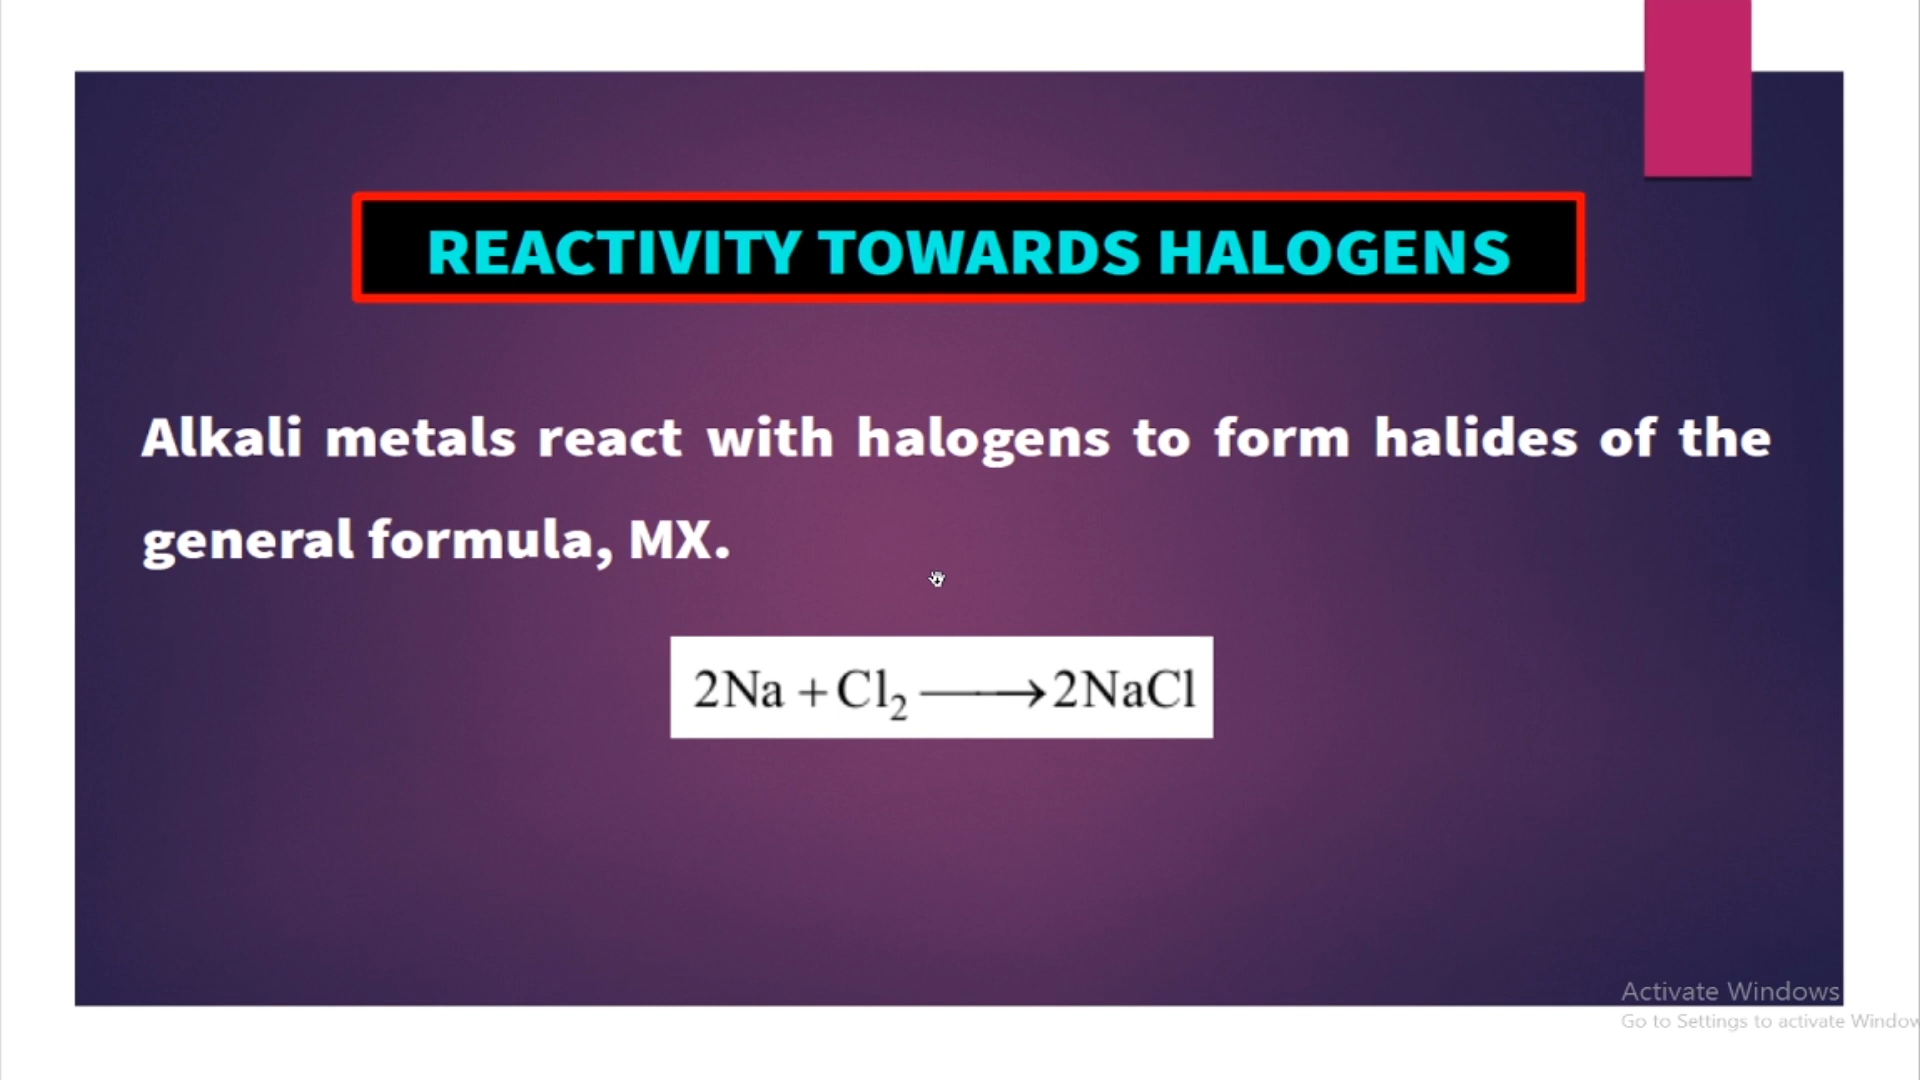 REACTIVITY TOWARDS HALOGENS
Alkali metals react with halogens to form halides of the
general formula, MX.
2Na + Cl₂ ⟶ 2NaCl
Activate Windows
Go to Settings to activate Window